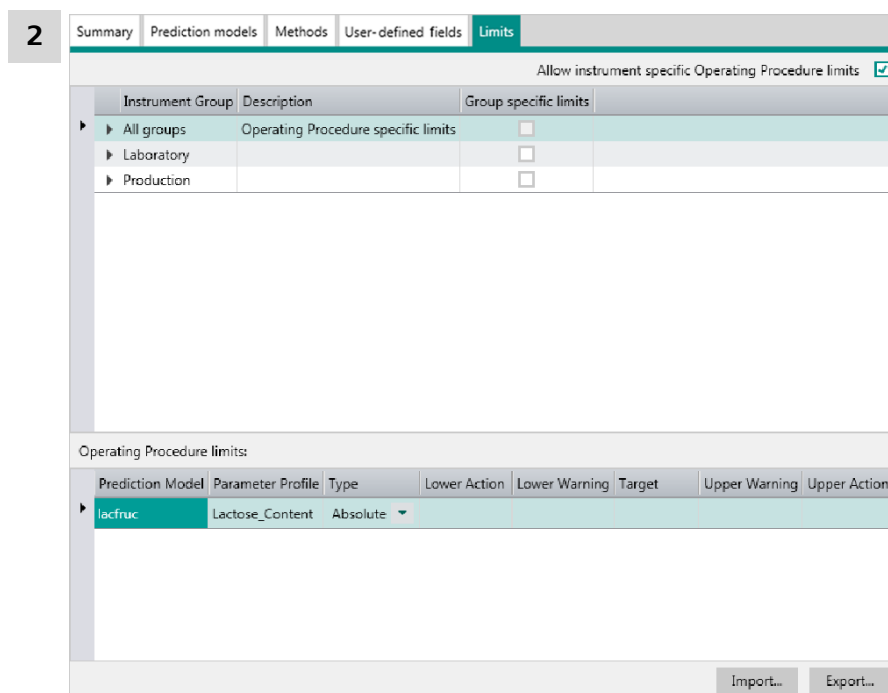 2
Summary Prediction models Methods User-defined fields Limits
Allow instrument specific Operating Procedure limits
Instrument Group Description Group specific limits
All groups Operating Procedure specific limits
Laboratory
Production
Operating Procedure limits:
Prediction Model Parameter Profile Type Lower Action Lower Warning Target Upper Warning Upper Action
lacfruc Lactose_Content Absolute
Import... Export...